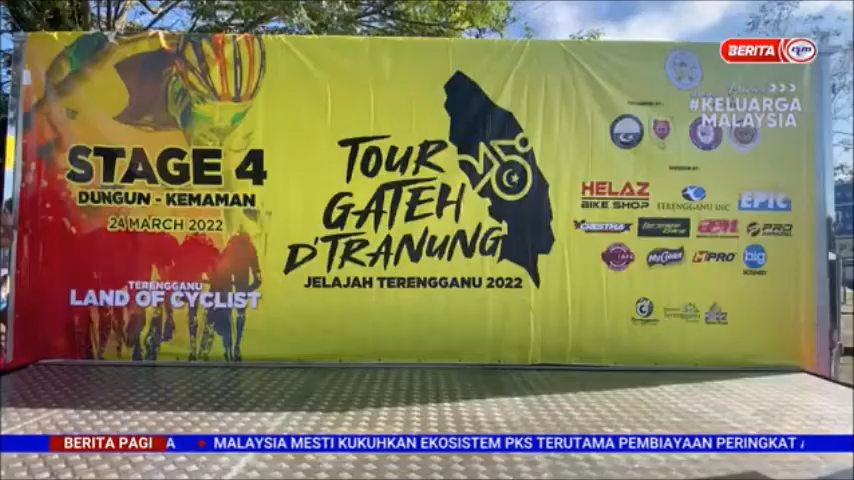 BERITA rtm
#KELUARGA
MALAYSIA
STAGE 4
DUNGUN - KEMAMAN
24 MARCH 2022
TERENGGANU
LAND OF CYCLIST
TOUR
GATEH
D'TRANUNG
JELAJAH TERENGGANU 2022
HELAZ
BIKE SHOP
TERENGGANU INC
EPIC
PRO
big
BERITA PAGI
A
MALAYSIA MESTI KUKUHKAN EKOSISTEM PKS TERUTAMA PEMBIAYAAN PERINGKAT